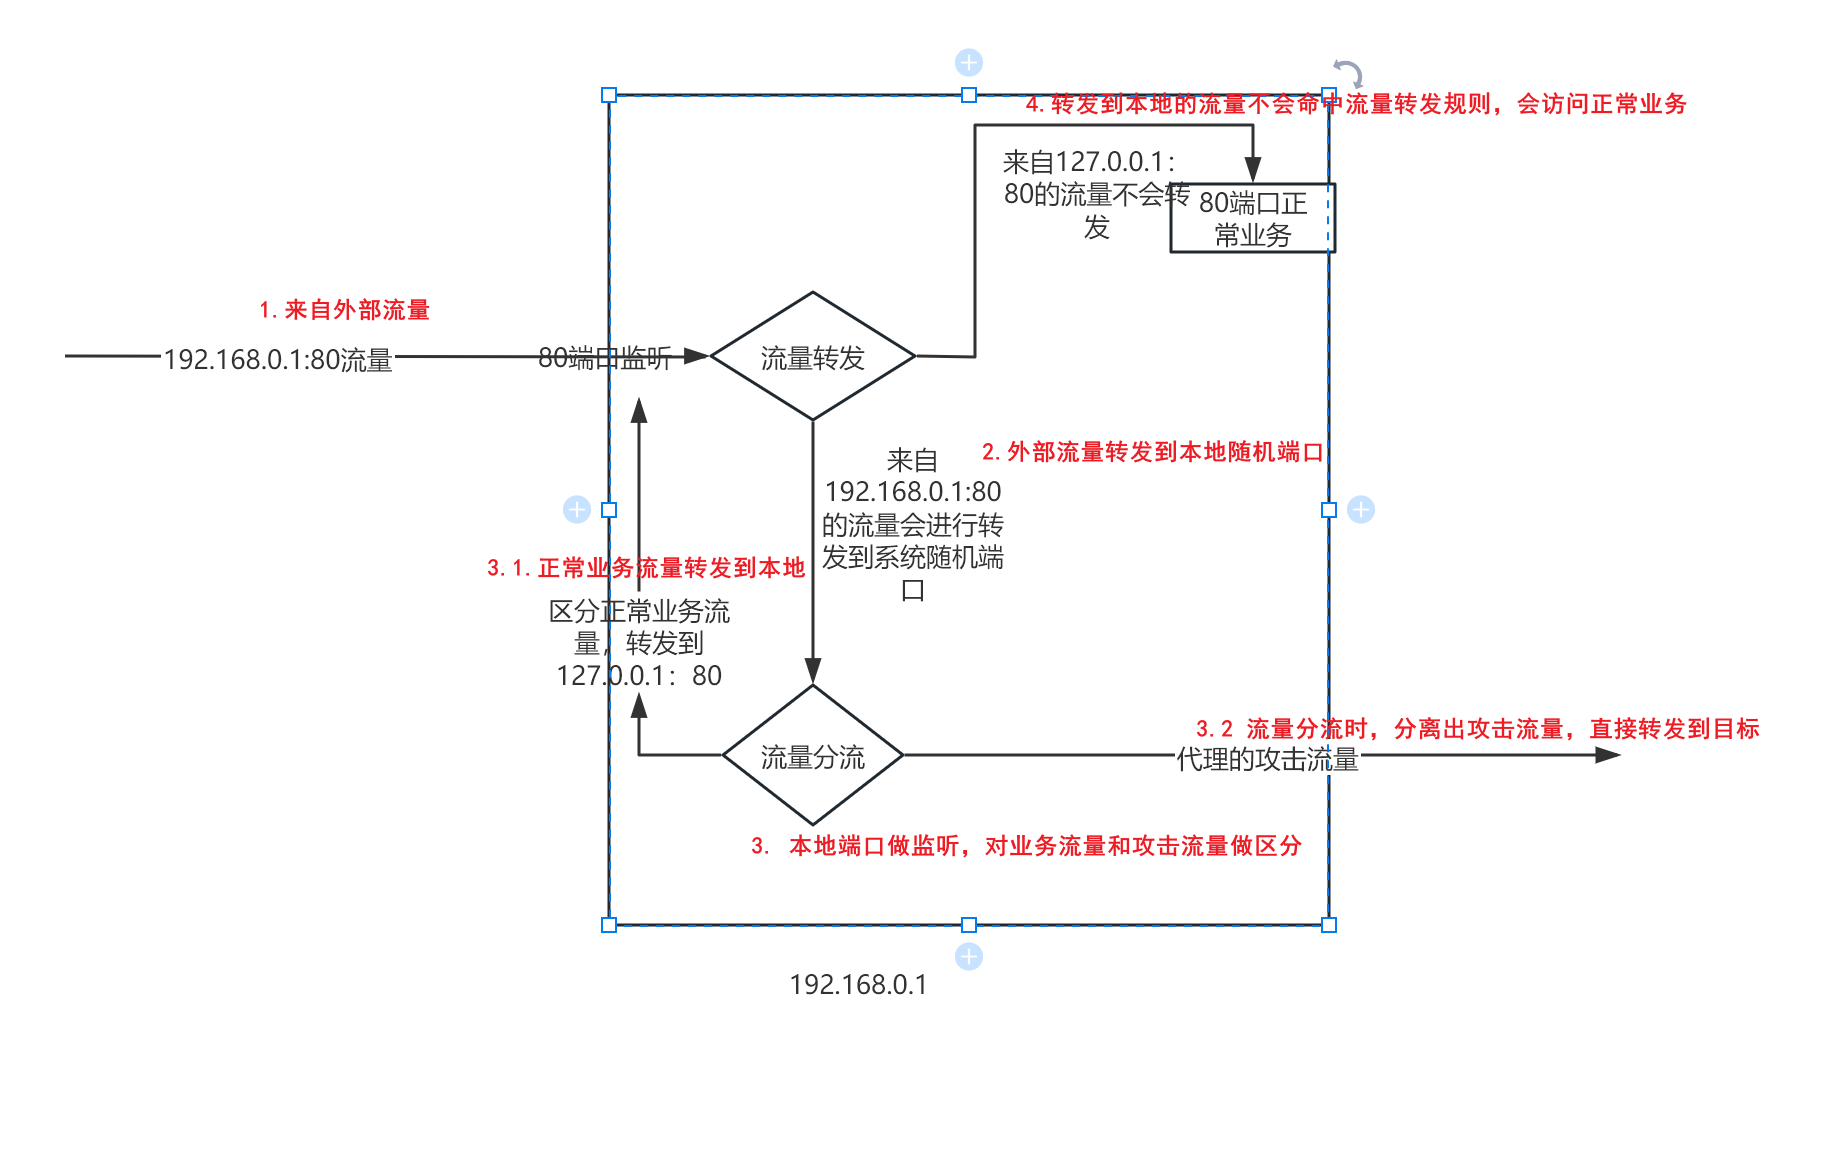 4.转发到本地的流量不会命中流量转发规则，会访问正常业务
来自127.0.0.1：
80的流量不会转
发
80端口正
常业务
1.来自外部流量
192.168.0.1:80流量
80端口监听
流量转发
2.外部流量转发到本地随机端口
来自
192.168.0.1:80
的流量会进行转
发到系统随机端
口
3.1.正常业务流量转发到本地
区分正常业务流
量，转发到
127.0.0.1：80
3.2 流量分流时，分离出攻击流量，直接转发到目标
流量分流
代理的攻击流量
3. 本地端口做监听，对业务流量和攻击流量做区分
192.168.0.1